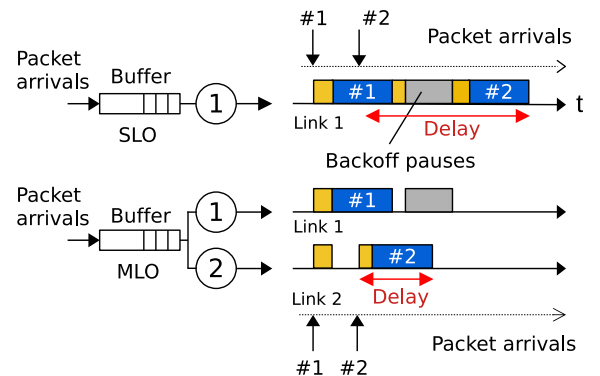 #1 #2
Packet arrivals
Packet
arrivals
Buffer
1
SLO
#1 #2
t
Link 1
Delay
Backoff pauses
Packet
arrivals
Buffer
1
2
MLO
#1
Link 1
#2
Link 2
Delay
Packet arrivals
#1 #2